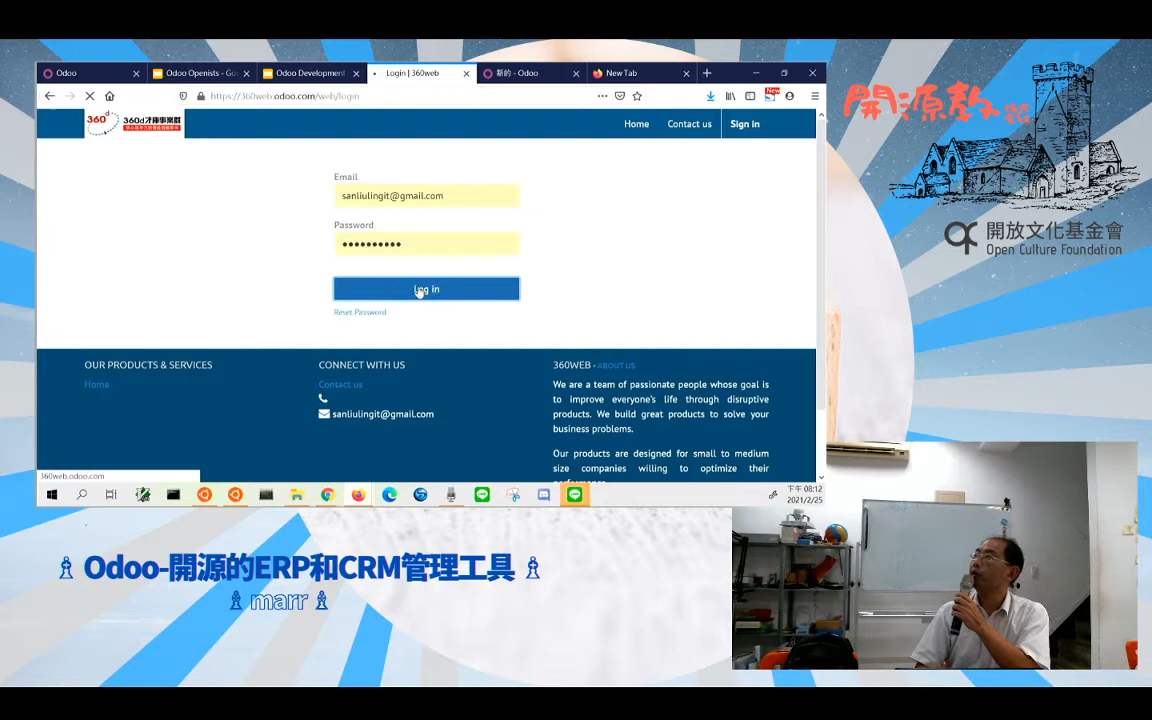 Odoo
Odoo Openists - Go
Odoo Development
Login | 360web
新的 - Odoo
New Tab
https://360web.odoo.com/web/login
New
360d
360d才庫事業群
Home
Contact us
Sign in
Email
sanliulingit@gmail.com
Password
Log in
Reset Password
OUR PRODUCTS & SERVICES
Home
CONNECT WITH US
Contact us
sanliulingit@gmail.com
360WEB - ABOUT US
We are a team of passionate people whose goal is
to improve everyone's life through disruptive
products. We build great products to solve your
business problems.
Our products are designed for small to medium
size companies willing to optimize their
performance.
360web.odoo.com
下午 08:12
2021/2/25
開源教
開放文化基金會
Open Culture Foundation
Odoo-開源的ERP和CRM管理工具
marr